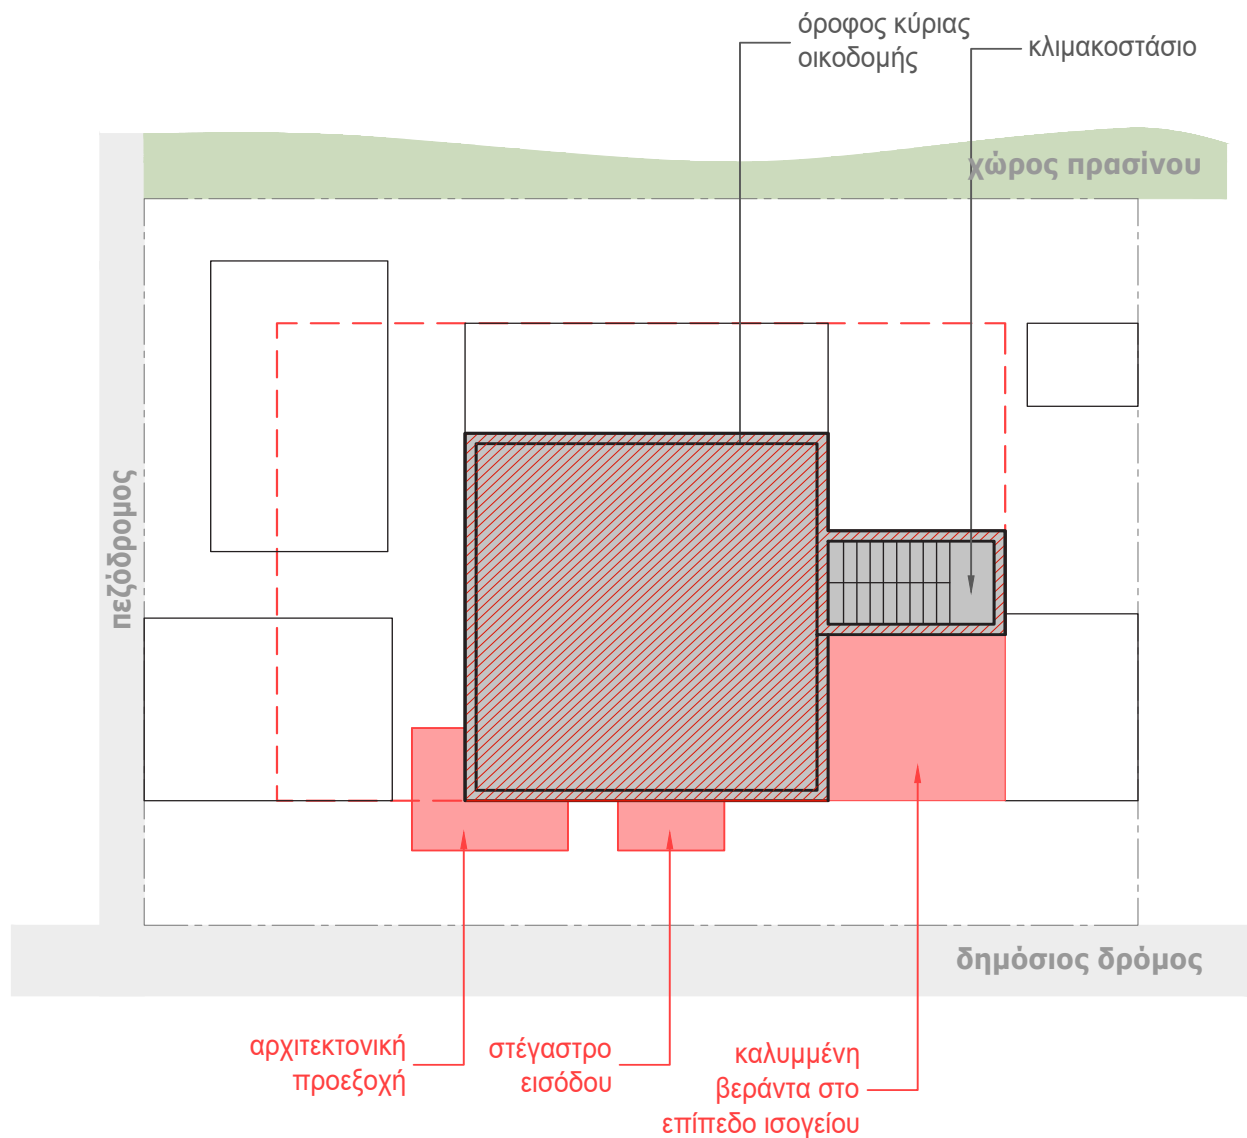 όροφος κύριας
οικοδομής
κλιμακοστάσιο
χώρος πρασίνου
πεζόδρομος
δημόσιος δρόμος
αρχιτεκτονική
προεξοχή
στέγαστρο
εισόδου
καλυμμένη
βεράντα στο
επίπεδο ισογείου